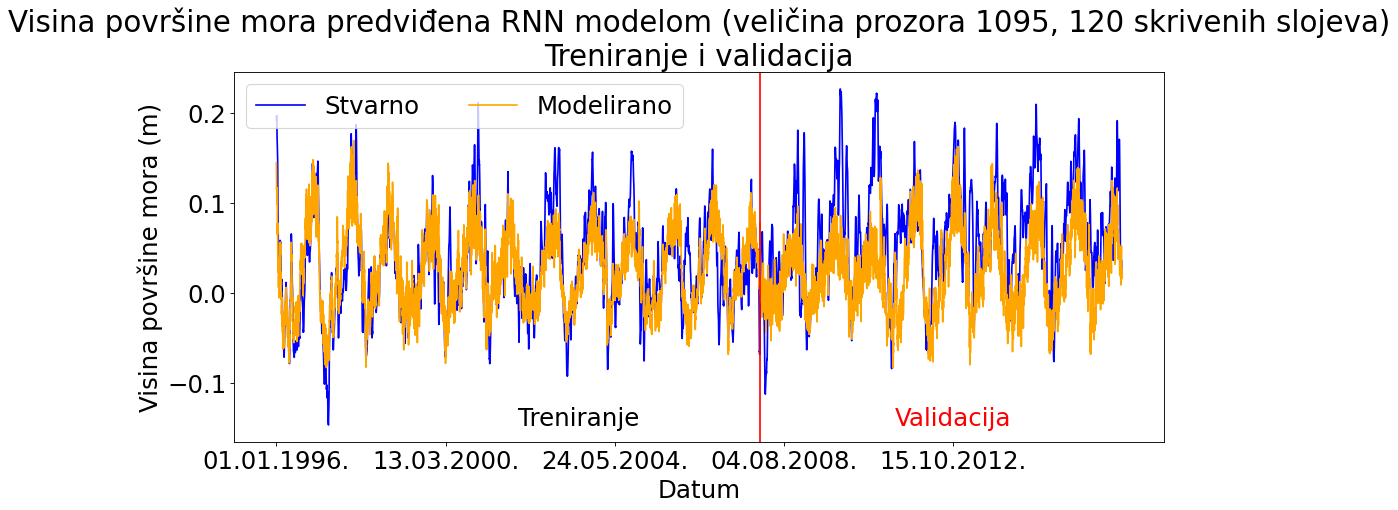 Visina površine mora predviđena RNN modelom (veličina prozora 1095, 120 skrivenih slojeva)
Treniranje i validacija
Stvarno
Modelirano
Visina površine mora (m)
0.2
0.1
0.0
−0.1
Treniranje
Validacija
01.01.1996.
13.03.2000.
24.05.2004.
04.08.2008.
15.10.2012.
Datum